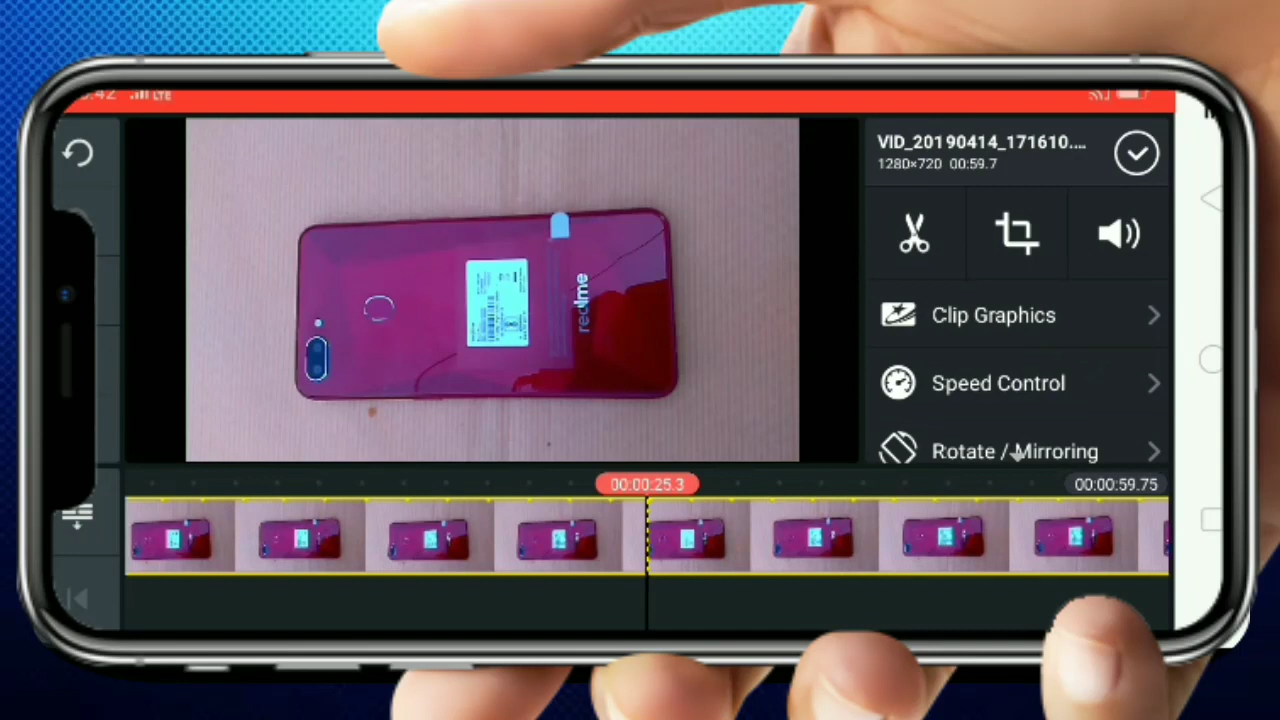 LTE
VID_20190414_171610....
1280×720 00:59.7
realme
Clip Graphics
Speed Control
Rotate / Mirroring
00:00:25.3
00:00:59.75